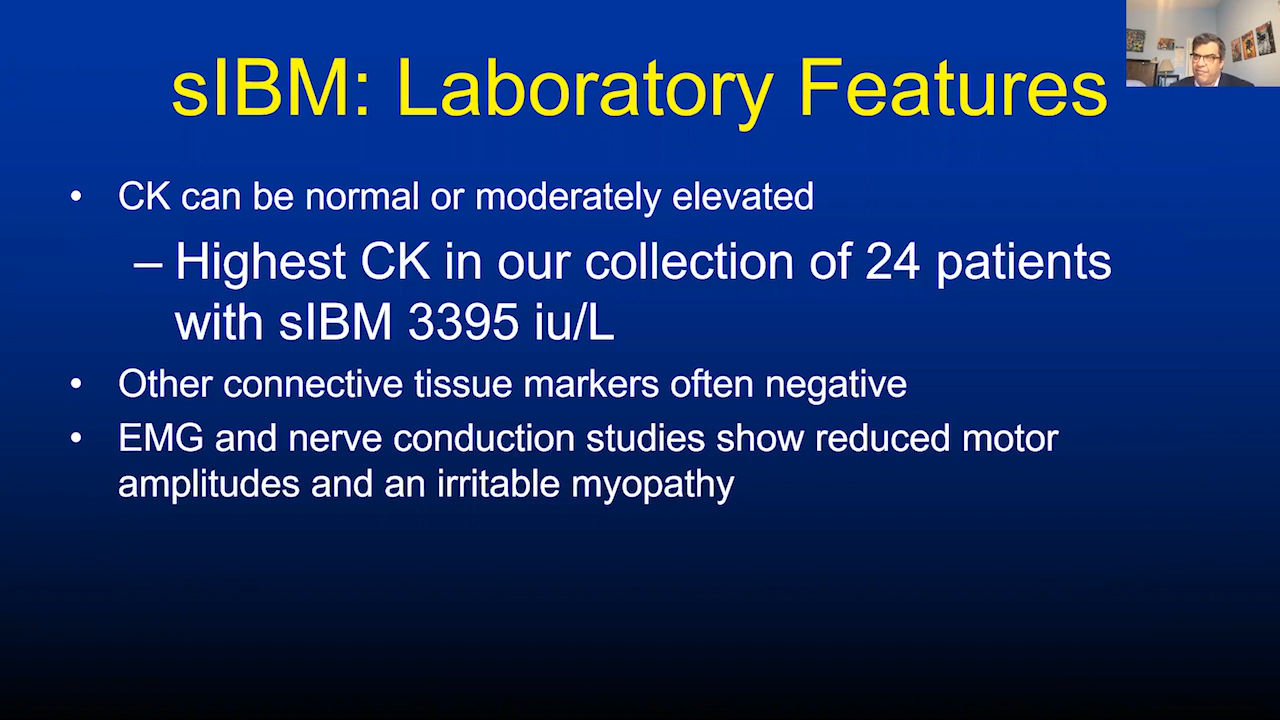 sIBM: Laboratory Features
• CK can be normal or moderately elevated
– Highest CK in our collection of 24 patients
with sIBM 3395 iu/L
• Other connective tissue markers often negative
• EMG and nerve conduction studies show reduced motor
amplitudes and an irritable myopathy